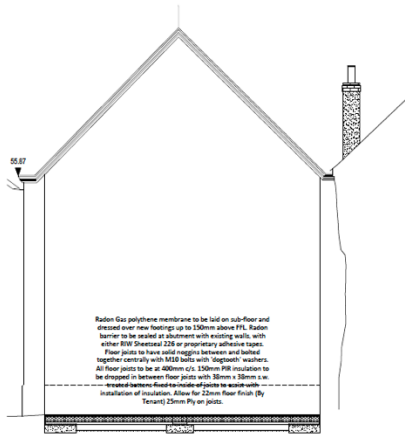 55.87
Radon Gas polythene membrane to be laid on sub-floor and
dressed over new footings up to 150mm above FFL. Radon
barrier to be sealed at abutment with existing walls, with
either RIW Sheetseal 226 or proprietary adhesive tapes.
Floor joists to have solid noggins between and bolted
together centrally with M10 bolts with 'dogtooth' washers.
All floor joists to be at 400mm c/s. 150mm PIR insulation to
be dropped in between floor joists with 38mm x 38mm s.w.
treated battens fixed to inside of joists to assist with
installation of insulation. Allow for 22mm floor finish (By
Tenant) 25mm Ply on joists.